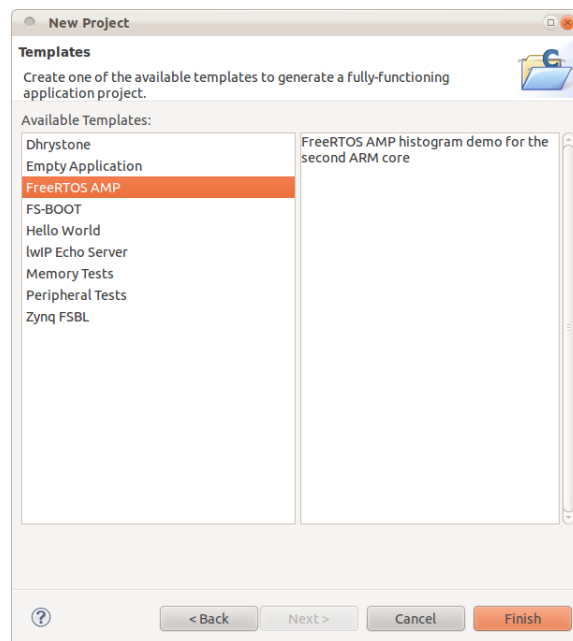 New Project
Templates
Create one of the available templates to generate a fully-functioning
application project.
C
Available Templates:
Dhrystone
Empty Application
FreeRTOS AMP
FS-BOOT
Hello World
lwIP Echo Server
Memory Tests
Peripheral Tests
Zynq FSBL
FreeRTOS AMP histogram demo for the
second ARM core
?
< Back
Next >
Cancel
Finish